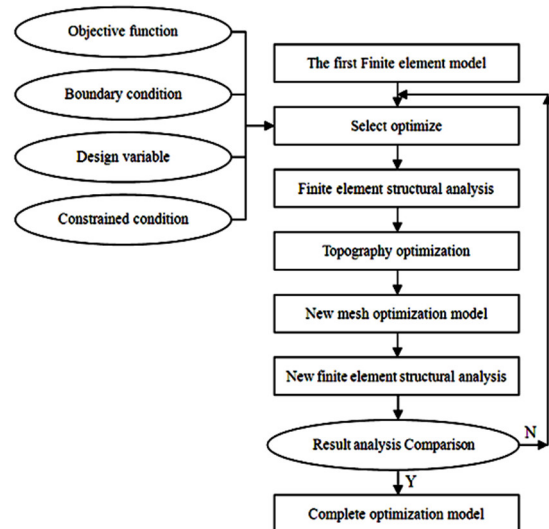 Objective function
Boundary condition
Design variable
Constrained condition
The first Finite element model
Select optimize
Finite element structural analysis
Topography optimization
New mesh optimization model
New finite element structural analysis
Result analysis Comparison
N
Y
Complete optimization model